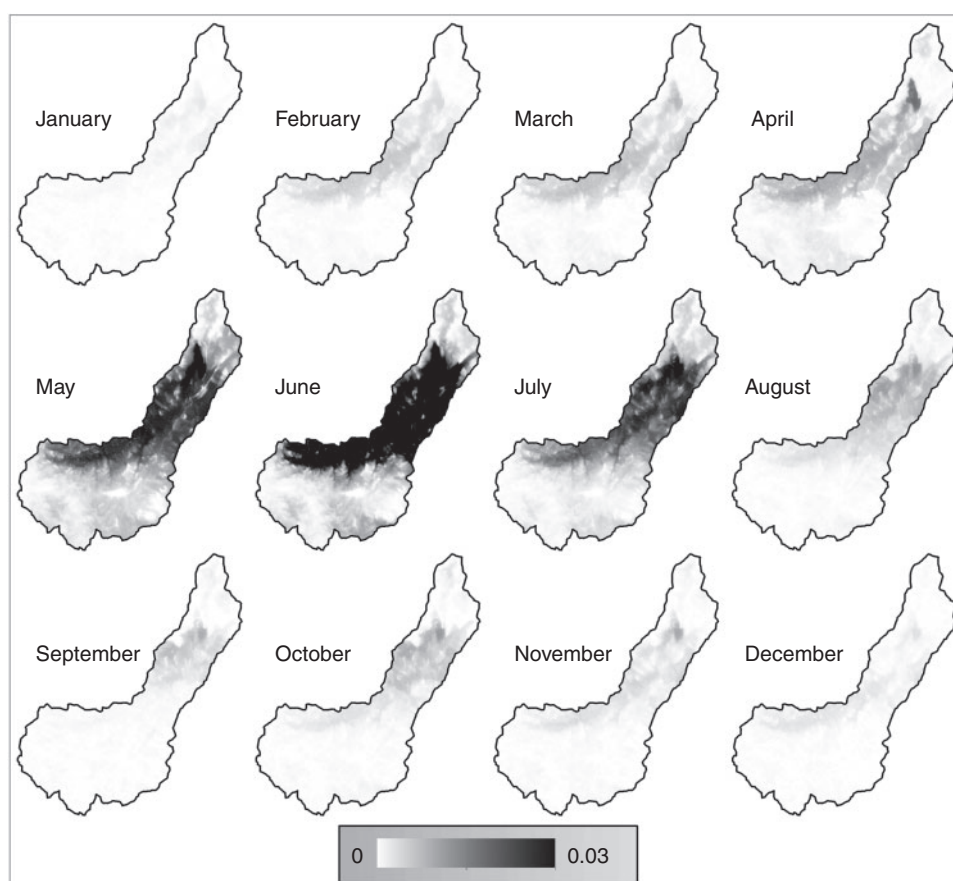 January
February
March
April
May
June
July
August
September
October
November
December
0
0.03